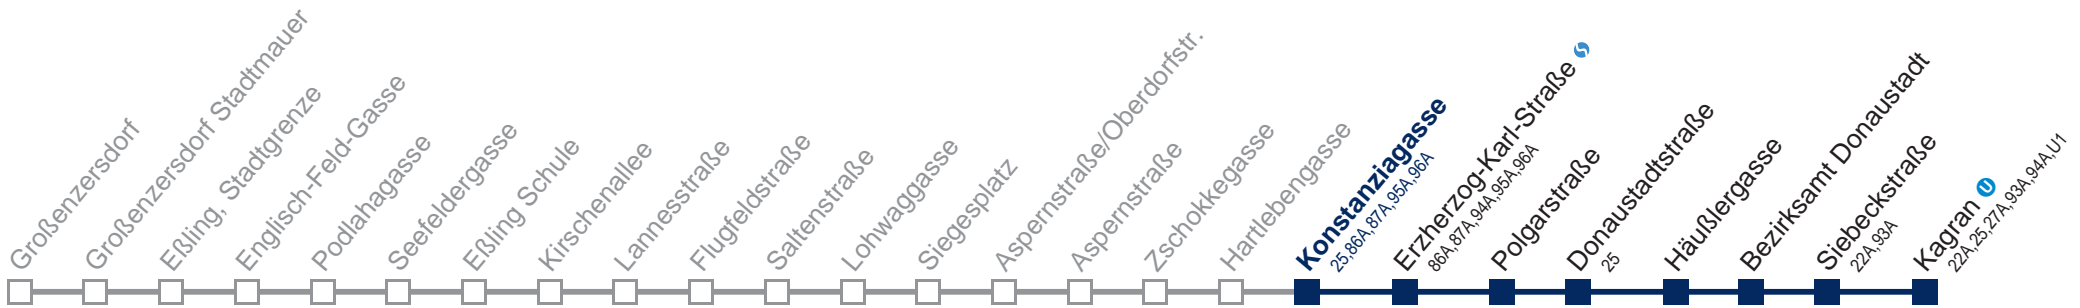 Großenzersdorf
Großenzersdorf Stadtmauer
Eßling, Stadtgrenze
Englisch-Feld-Gasse
Podlahagasse
Seefeldergasse
Eßling Schule
Kirschenallee
Lannesstraße
Flugfeldstraße
Saltenstraße
Lohwaggasse
Siegesplatz
Aspernstraße/Oberdorfstr.
Aspernstraße
Zschokkegasse
Hartlebengasse
Konstanziagasse
25,86A,87A,95A,96A
Erzherzog-Karl-Straße S
86A,87A,94A,95A,96A
Polgarstraße
Donaustadtstraße
25
Häußlergasse
Bezirksamt Donaustadt
Siebeckstraße
22A,93A
Kagran U
22A,25,27A,93A,94A,U1